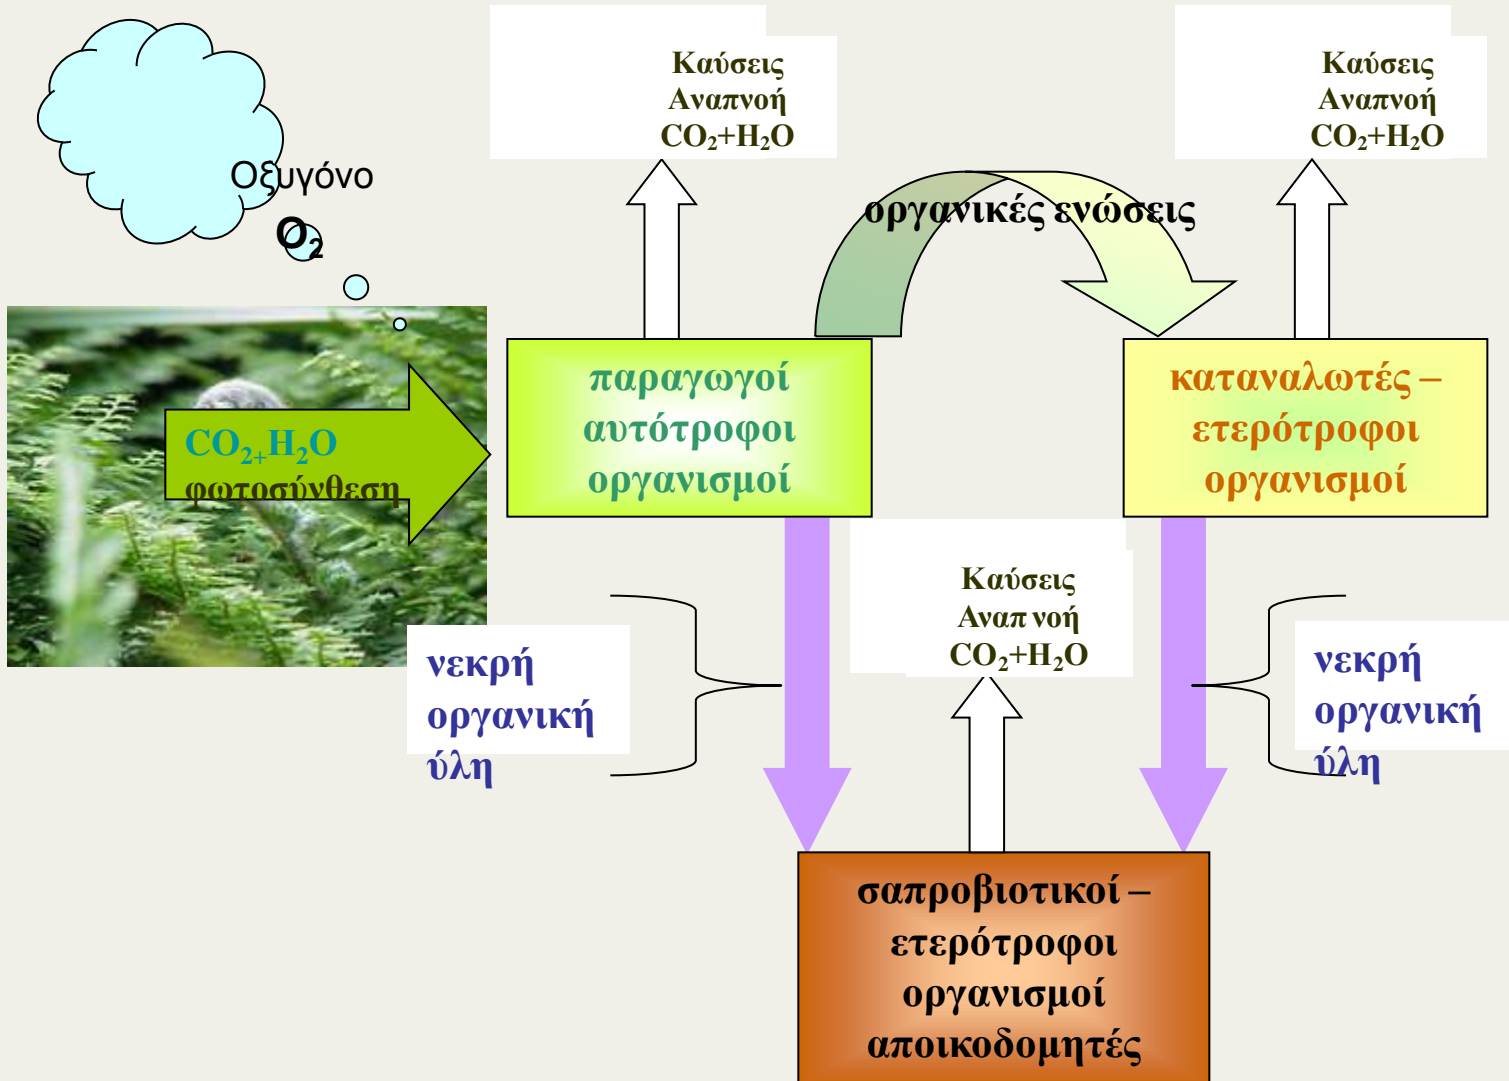 Καύσεις
Αναπνοή
CO₂+H₂O
Καύσεις
Αναπνοή
CO₂+H₂O
Οξυγόνο
O₂
οργανικές ενώσεις
CO₂₊H₂O
φωτοσύνθεση
παραγωγοί
αυτότροφοι
οργανισμοί
καταναλωτές –
ετερότροφοι
οργανισμοί
Καύσεις
Αναπ νοή
CO₂+H₂O
νεκρή
οργανική
ύλη
νεκρή
οργανική
ύλη
σαπροβιοτικοί –
ετερότροφοι
οργανισμοί
αποικοδομητές